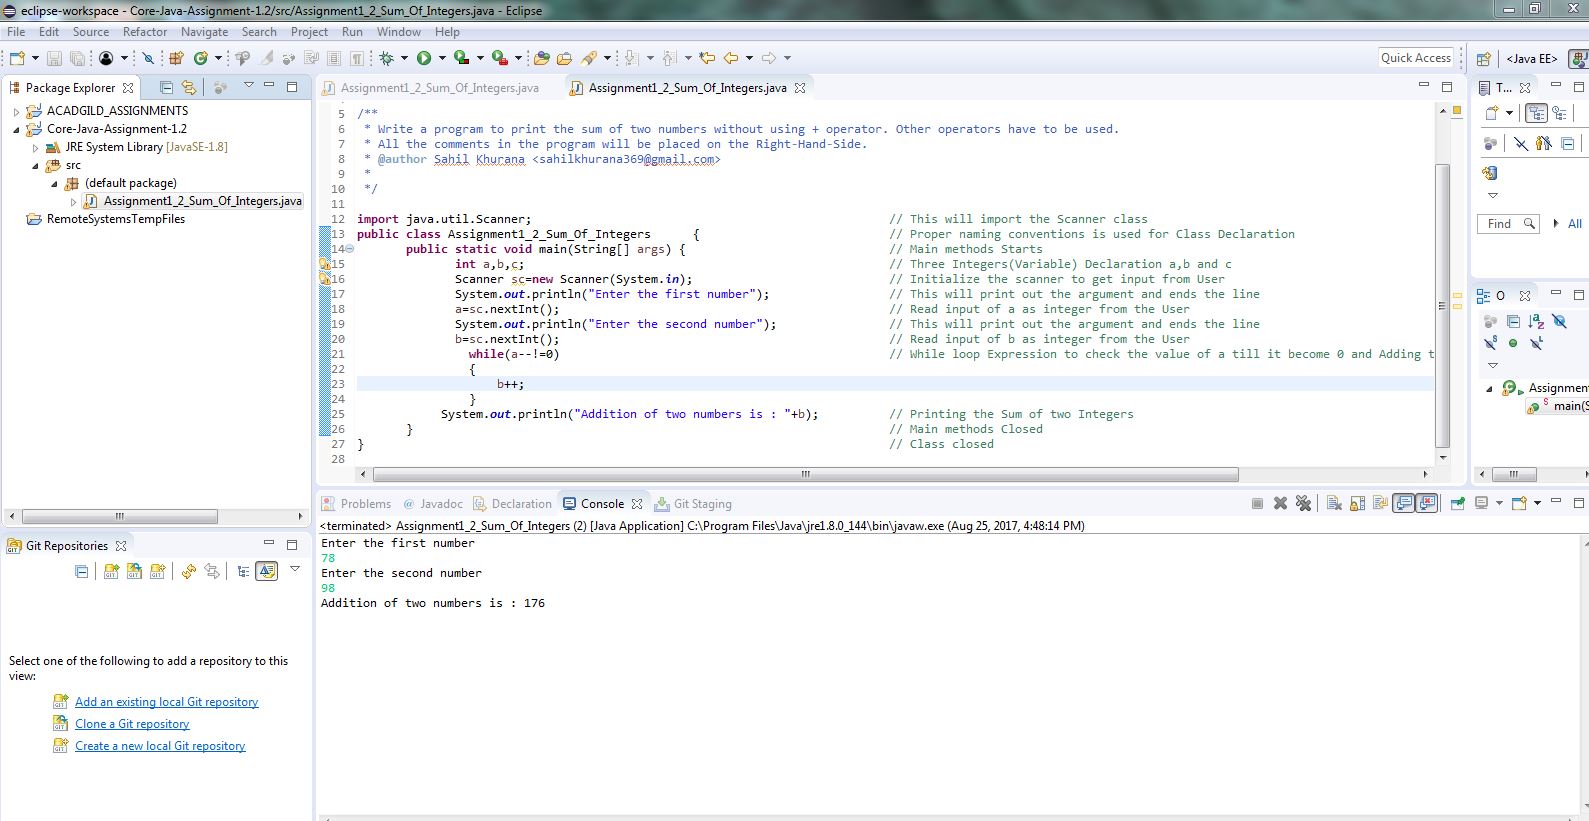 eclipse-workspace - Core-Java-Assignment-1.2/src/Assignment1_2_Sum_Of_Integers.java - Eclipse
File Edit Source Refactor Navigate Search Project Run Window Help
Quick Access
<Java EE>
Package Explorer
ACADGILD_ASSIGNMENTS
Core-Java-Assignment-1.2
JRE System Library [JavaSE-1.8]
src
(default package)
Assignment1_2_Sum_Of_Integers.java
RemoteSystemsTempFiles
Assignment1_2_Sum_Of_Integers.java
Assignment1_2_Sum_Of_Integers.java
5 /**
6 * Write a program to print the sum of two numbers without using + operator. Other operators have to be used.
7 * All the comments in the program will be placed on the Right-Hand-Side.
8 * @author Sahil Khurana <sahilkhurana369@gmail.com>
9 *
10 */
11
12 import java.util.Scanner; // This will import the Scanner class
13 public class Assignment1_2_Sum_Of_Integers { // Proper naming conventions is used for Class Declaration
14 public static void main(String[] args) { // Main methods Starts
15 int a,b,c; // Three Integers(Variable) Declaration a,b and c
16 Scanner sc=new Scanner(System.in); // Initialize the scanner to get input from User
17 System.out.println("Enter the first number"); // This will print out the argument and ends the line
18 a=sc.nextInt(); // Read input of a as integer from the User
19 System.out.println("Enter the second number"); // This will print out the argument and ends the line
20 b=sc.nextInt(); // Read input of b as integer from the User
21 while(a--!=0) // While loop Expression to check the value of a till it become 0 and Adding t
22 {
23 b++;
24 }
25 System.out.println("Addition of two numbers is : "+b); // Printing the Sum of two Integers
26 } // Main methods Closed
27 } // Class closed
28
T...
Find All
O
Assignmen
main(S
Problems @ Javadoc Declaration Console Git Staging
<terminated> Assignment1_2_Sum_Of_Integers (2) [Java Application] C:\Program Files\Java\jre1.8.0_144\bin\javaw.exe (Aug 25, 2017, 4:48:14 PM)
Enter the first number
78
Enter the second number
98
Addition of two numbers is : 176
Git Repositories
Select one of the following to add a repository to this
view:
Add an existing local Git repository
Clone a Git repository
Create a new local Git repository